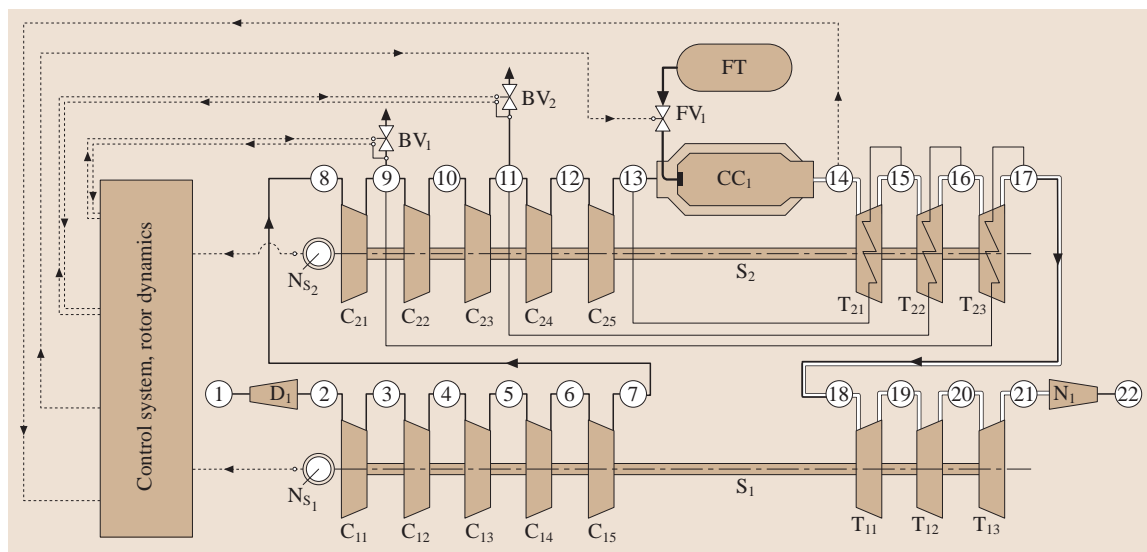 FT
BV₂
FV₁
BV₁
8 9 10 11 12 13 CC₁ 14 15 16 17
Control system, rotor dynamics
N_S₂
S₂
C₂₁ C₂₂ C₂₃ C₂₄ C₂₅ T₂₁ T₂₂ T₂₃
1 D₁ 2 3 4 5 6 7 18 19 20 21 N₁ 22
N_S₁
S₁
C₁₁ C₁₂ C₁₃ C₁₄ C₁₅ T₁₁ T₁₂ T₁₃